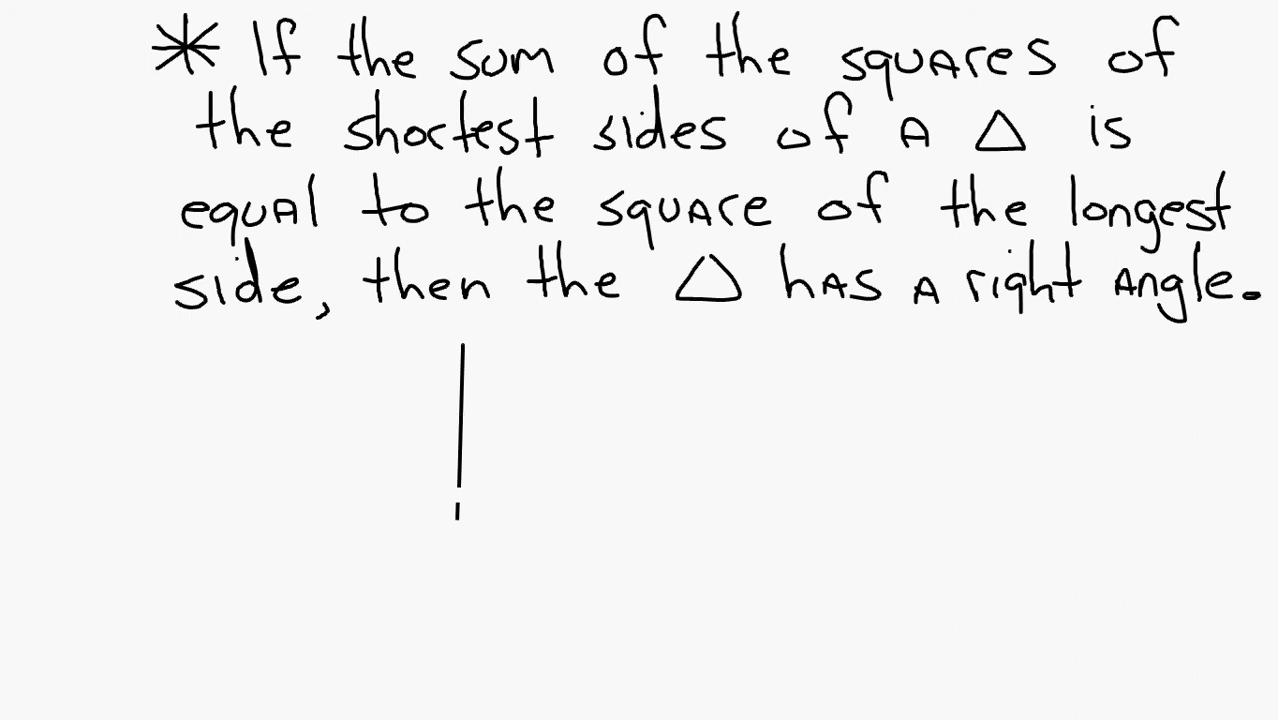 * If the sum of the squares of
the shortest sides of a △ is
equal to the square of the longest
side, then the △ has a right angle.